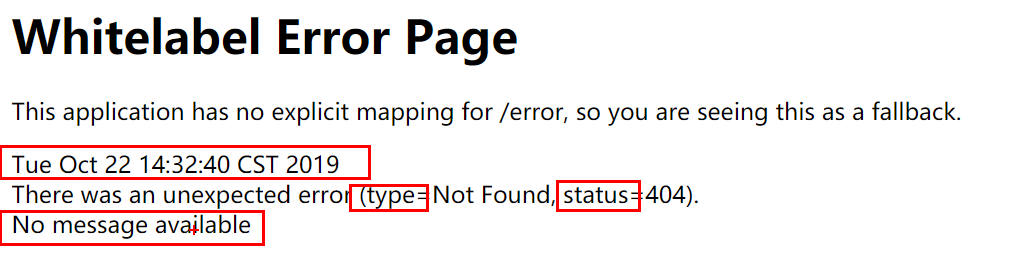 Whitelabel Error Page
This application has no explicit mapping for /error, so you are seeing this as a fallback.
Tue Oct 22 14:32:40 CST 2019
There was an unexpected error (type=Not Found, status=404).
No message available